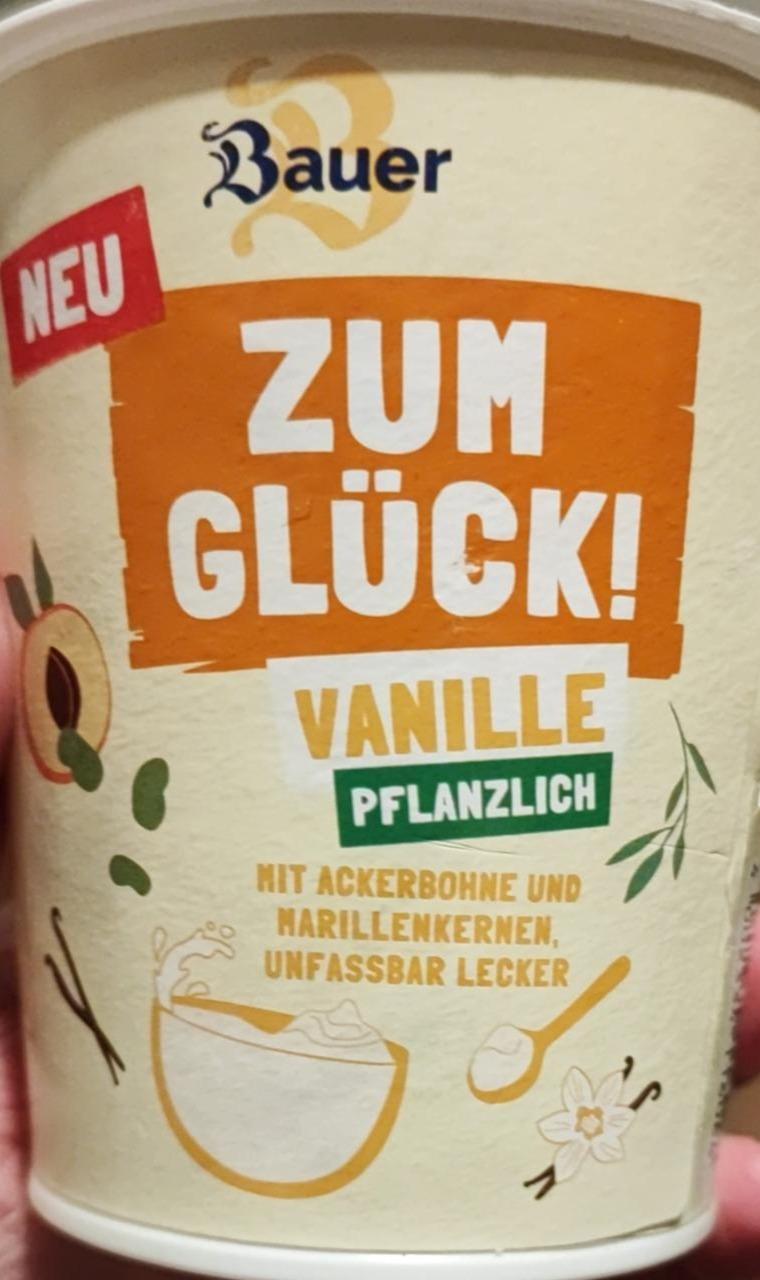 Bauer
NEU
ZUM
GLÜCK!
VANILLE
PFLANZLICH
MIT ACKERBOHNE UND
MARILLENKERNEN,
UNFASSBAR LECKER